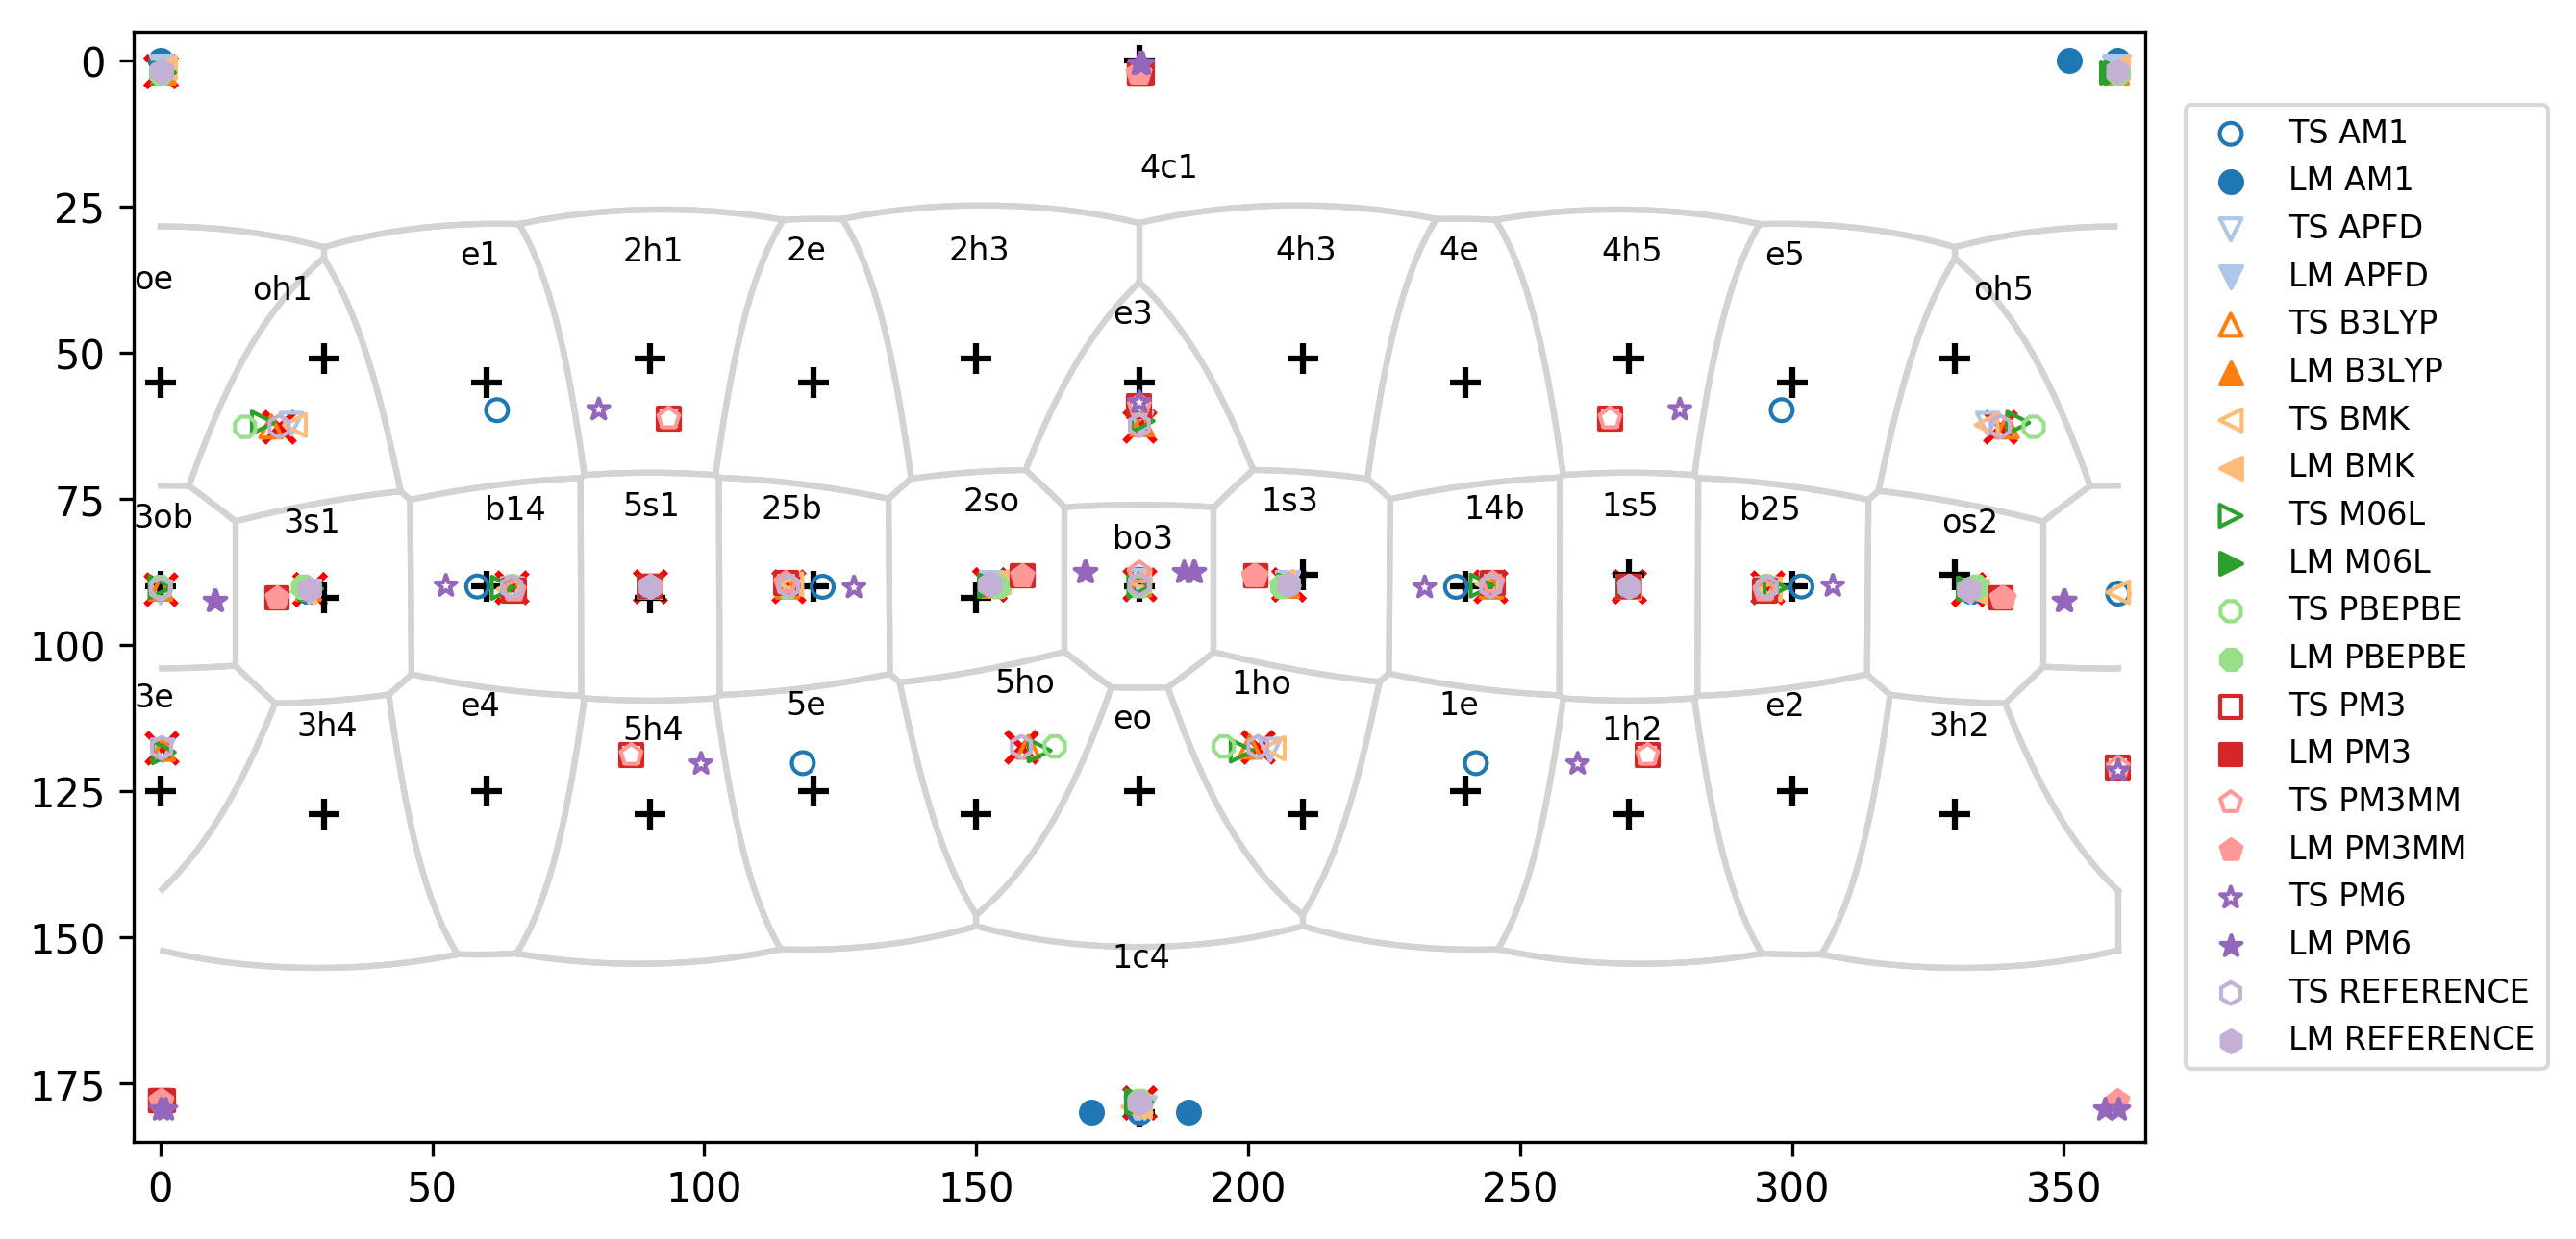 0
25
50
75
100
125
150
175
0
50
100
150
200
250
300
350
4c1
oe
oh1
e1
2h1
2e
2h3
e3
4h3
4e
4h5
e5
oh5
3ob
3s1
b14
5s1
25b
2so
bo3
1s3
14b
1s5
b25
os2
3e
3h4
e4
5h4
5e
5ho
eo
1ho
1e
1h2
e2
3h2
1c4
TS AM1
LM AM1
TS APFD
LM APFD
TS B3LYP
LM B3LYP
TS BMK
LM BMK
TS M06L
LM M06L
TS PBEPBE
LM PBEPBE
TS PM3
LM PM3
TS PM3MM
LM PM3MM
TS PM6
LM PM6
TS REFERENCE
LM REFERENCE